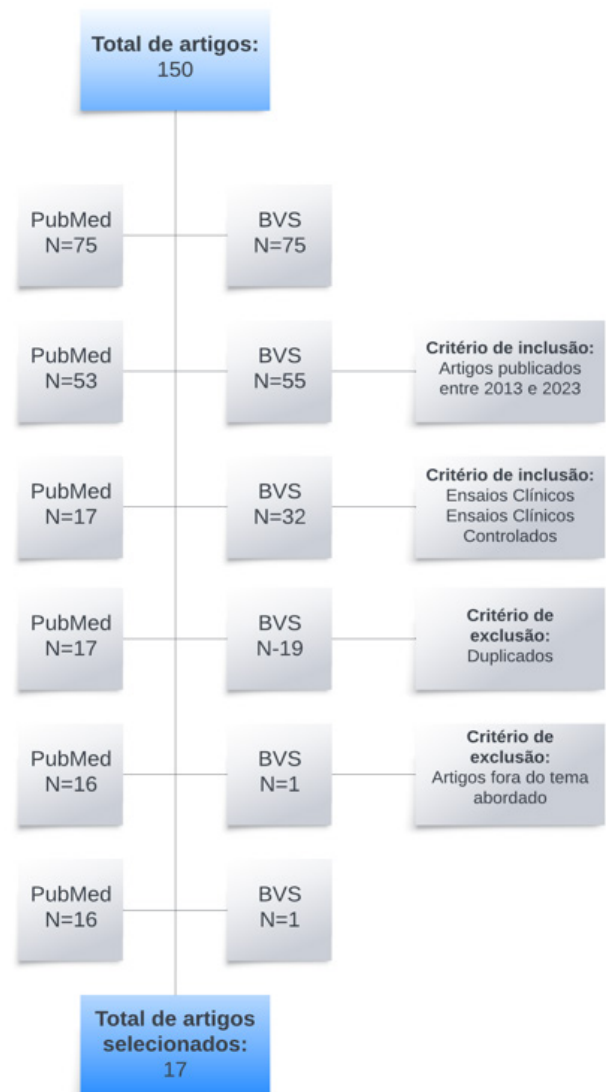 Total de artigos:
150
PubMed
N=75
BVS
N=75
PubMed
N=53
BVS
N=55
Critério de inclusão:
Artigos publicados
entre 2013 e 2023
PubMed
N=17
BVS
N=32
Critério de inclusão:
Ensaios Clínicos
Ensaios Clínicos
Controlados
PubMed
N=17
BVS
N-19
Critério de
exclusão:
Duplicados
PubMed
N=16
BVS
N=1
Critério de
exclusão:
Artigos fora do tema
abordado
PubMed
N=16
BVS
N=1
Total de artigos
selecionados:
17